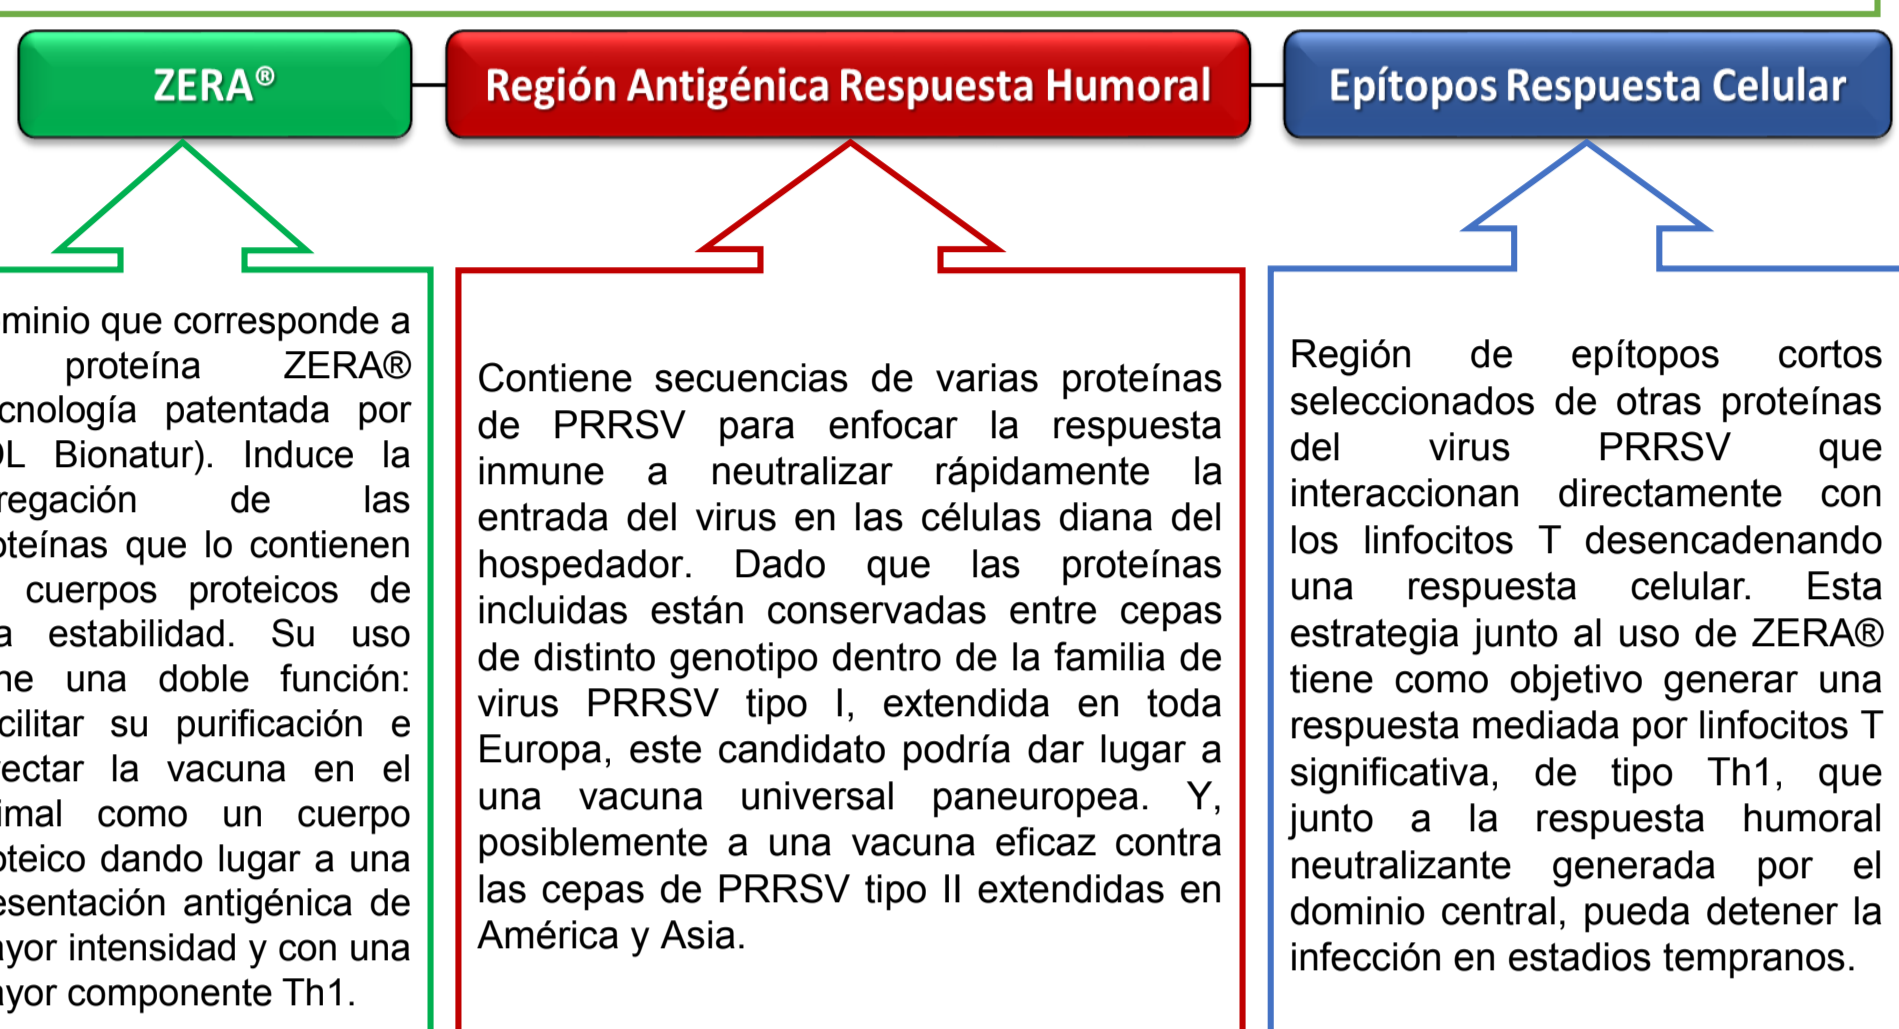 ZERA®
Región Antigénica Respuesta Humoral
Epítopos Respuesta Celular
minio que corresponde a
proteína ZERA®
cnología patentada por
L Bionatur). Induce la
regación de las
oteínas que lo contienen
cuerpos proteicos de
a estabilidad. Su uso
ne una doble función:
cilitar su purificación e
ectar la vacuna en el
imal como un cuerpo
oteico dando lugar a una
esentación antigénica de
ayor intensidad y con una
ayor componente Th1.
Contiene secuencias de varias proteínas
de PRRSV para enfocar la respuesta
inmune a neutralizar rápidamente la
entrada del virus en las células diana del
hospedador. Dado que las proteínas
incluidas están conservadas entre cepas
de distinto genotipo dentro de la familia de
virus PRRSV tipo I, extendida en toda
Europa, este candidato podría dar lugar a
una vacuna universal paneuropea. Y,
posiblemente a una vacuna eficaz contra
las cepas de PRRSV tipo II extendidas en
América y Asia.
Región de epítopos cortos
seleccionados de otras proteínas
del virus PRRSV que
interaccionan directamente con
los linfocitos T desencadenando
una respuesta celular. Esta
estrategia junto al uso de ZERA®
tiene como objetivo generar una
respuesta mediada por linfocitos T
significativa, de tipo Th1, que
junto a la respuesta humoral
neutralizante generada por el
dominio central, pueda detener la
infección en estadios tempranos.